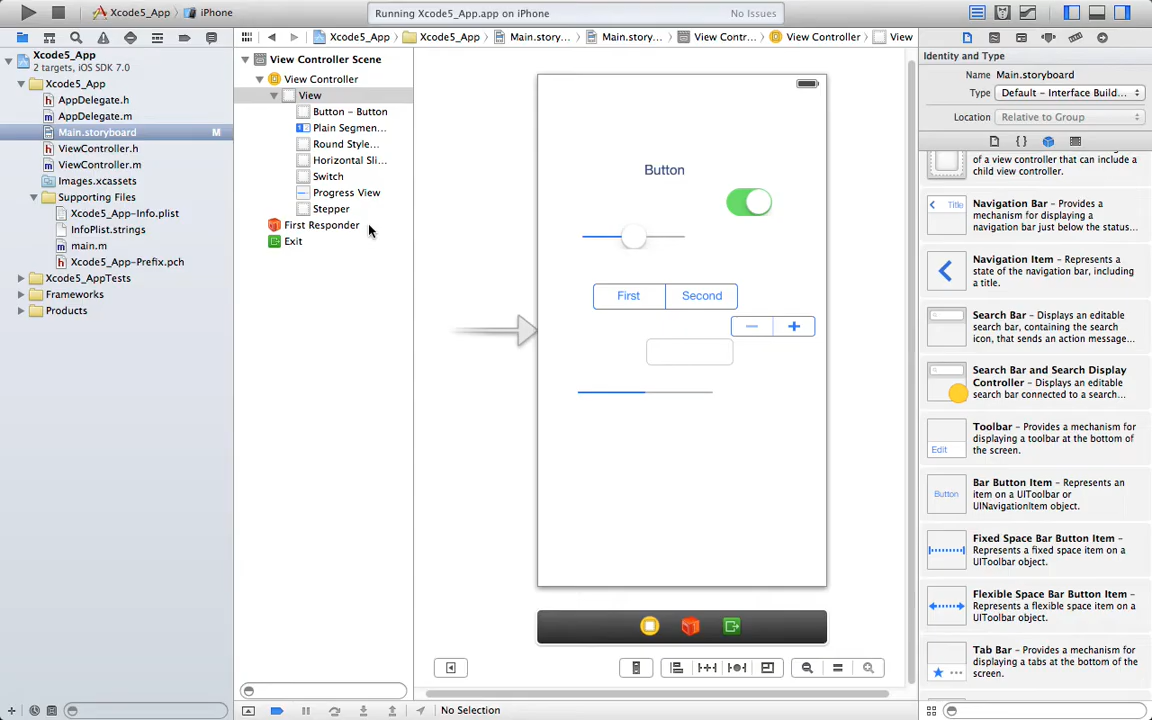 Xcode5_App
iPhone
Running Xcode5_App.app on iPhone
No Issues
Xcode5_App
Xcode5_App
Main.story...
Main.story...
View Contr...
View Controller
View
Xcode5_App
2 targets, iOS SDK 7.0
Xcode5_App
AppDelegate.h
AppDelegate.m
Main.storyboard
M
ViewController.h
ViewController.m
Images.xcassets
Supporting Files
Xcode5_App-Info.plist
InfoPlist.strings
main.m
Xcode5_App-Prefix.pch
Xcode5_AppTests
Frameworks
Products
View Controller Scene
View Controller
View
Button - Button
Plain Segmen...
Round Style...
Horizontal Sli...
Switch
Progress View
Stepper
First Responder
Exit
Button
First
Second
No Selection
Identity and Type
Name Main.storyboard
Type Default - Interface Build...
Location Relative to Group
of a view controller that can include a
child view controller.
Title
Navigation Bar - Provides a
mechanism for displaying a
navigation bar just below the status...
Navigation Item - Represents a
state of the navigation bar, including
a title.
Search Bar - Displays an editable
search bar, containing the search
icon, that sends an action message...
Search Bar and Search Display
Controller - Displays an editable
search bar connected to a search...
Edit
Toolbar - Provides a mechanism for
displaying a toolbar at the bottom of
the screen.
Button
Bar Button Item - Represents an
item on a UIToolbar or
UINavigationItem object.
Fixed Space Bar Button Item -
Represents a fixed space item on a
UIToolbar object.
Flexible Space Bar Button Item -
Represents a flexible space item on a
UIToolbar object.
Tab Bar - Provides a mechanism for
displaying a tabs at the bottom of the
screen.